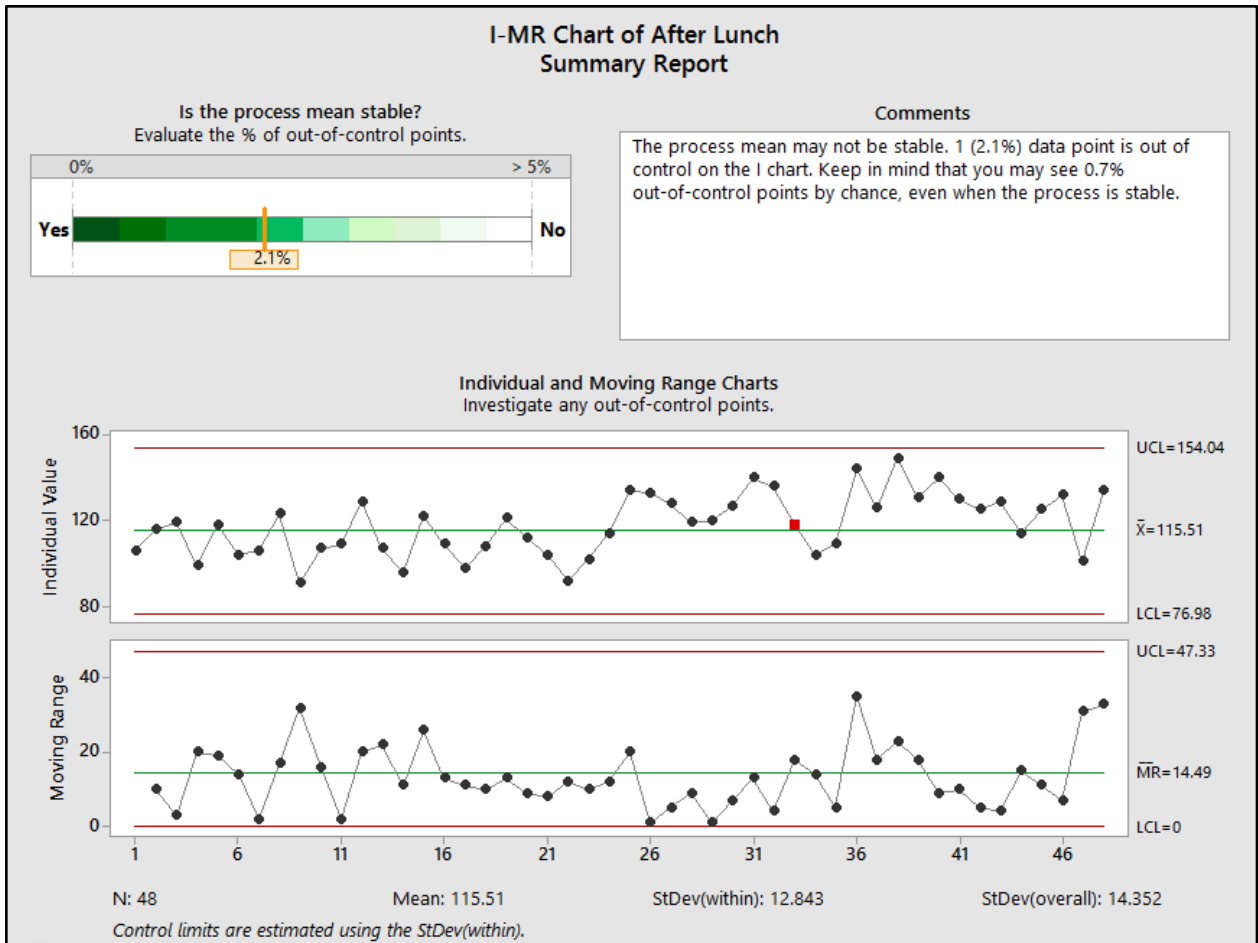 I-MR Chart of After Lunch
Summary Report
Is the process mean stable?
Evaluate the % of out-of-control points.
0%
> 5%
Yes
No
2.1%
Comments
The process mean may not be stable. 1 (2.1%) data point is out of
control on the I chart. Keep in mind that you may see 0.7%
out-of-control points by chance, even when the process is stable.
Individual and Moving Range Charts
Investigate any out-of-control points.
Individual Value
160
120
80
UCL=154.04
X̄=115.51
LCL=76.98
Moving Range
40
20
0
UCL=47.33
M̅R̅=14.49
LCL=0
1 6 11 16 21 26 31 36 41 46
N: 48 Mean: 115.51 StDev(within): 12.843 StDev(overall): 14.352
Control limits are estimated using the StDev(within).